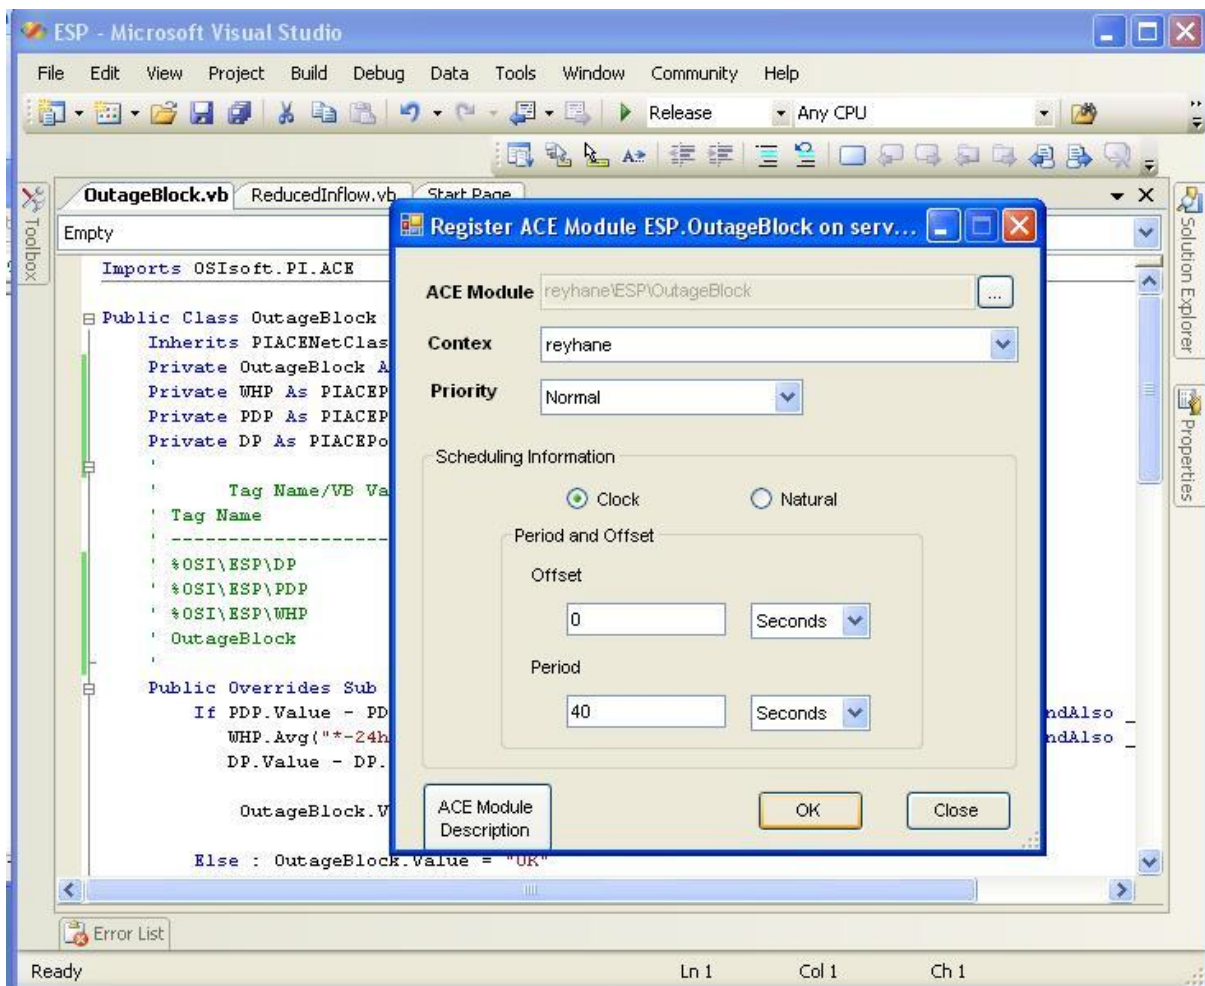 ESP - Microsoft Visual Studio
File Edit View Project Build Debug Data Tools Window Community Help
Release Any CPU
Toolbox
OutageBlock.vb ReducedInflow.vb Start Page
Empty
Imports OSIsoft.PI.ACE
Public Class OutageBlock
Inherits PIACENetClas
Private OutageBlock A
Private WHP As PIACEP
Private PDP As PIACEP
Private DP As PIACEPo
'
' Tag Name/VB Va
' Tag Name
' --------------------
' %OSI\ESP\DP
' %OSI\ESP\PDP
' %OSI\ESP\WHP
' OutageBlock
'
Public Overrides Sub
If PDP.Value - PD ndAlso _
WHP.Avg("*-24h ndAlso _
DP.Value - DP.
OutageBlock.V
Else : OutageBlock.Value = "OK"
Register ACE Module ESP.OutageBlock on serv...
ACE Module reyhane\ESP\OutageBlock ...
Contex reyhane
Priority Normal
Scheduling Information
Clock Natural
Period and Offset
Offset
0 Seconds
Period
40 Seconds
ACE Module
Description
OK Close
Solution Explorer
Properties
Error List
Ready Ln 1 Col 1 Ch 1